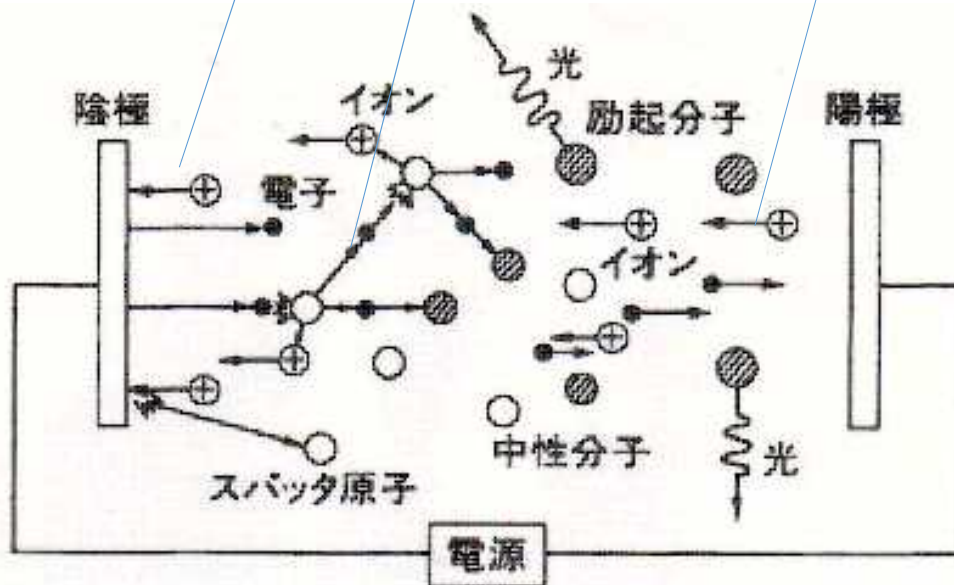 光
イオン
陰極
励起分子
陽極
電子
イオン
中性分子
光
スパッタ原子
電源